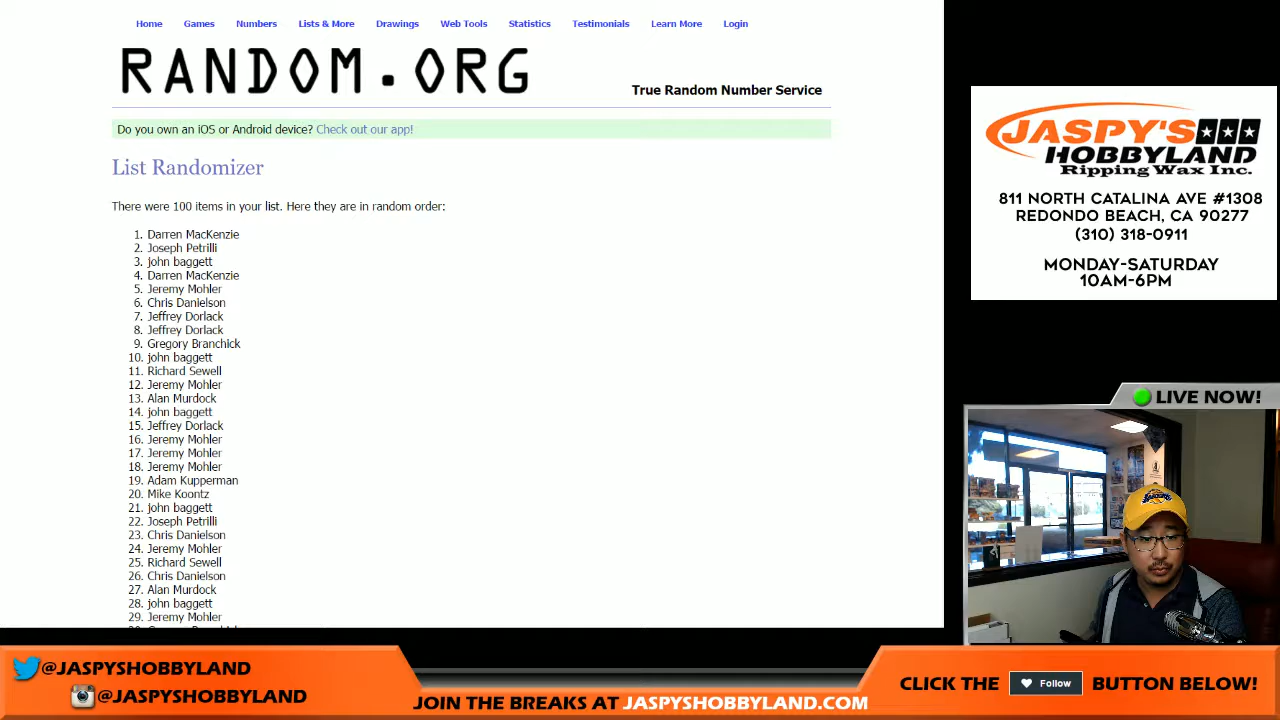 Home Games Numbers Lists & More Drawings Web Tools Statistics Testimonials Learn More Login
RANDOM.ORG
True Random Number Service
Do you own an iOS or Android device? Check out our app!
List Randomizer
There were 100 items in your list. Here they are in random order:
1. Darren MacKenzie
2. Joseph Petrilli
3. john baggett
4. Darren MacKenzie
5. Jeremy Mohler
6. Chris Danielson
7. Jeffrey Dorlack
8. Jeffrey Dorlack
9. Gregory Branchick
10. john baggett
11. Richard Sewell
12. Jeremy Mohler
13. Alan Murdock
14. john baggett
15. Jeffrey Dorlack
16. Jeremy Mohler
17. Jeremy Mohler
18. Jeremy Mohler
19. Adam Kupperman
20. Mike Koontz
21. john baggett
22. Joseph Petrilli
23. Chris Danielson
24. Jeremy Mohler
25. Richard Sewell
26. Chris Danielson
27. Alan Murdock
28. john baggett
29. Jeremy Mohler
JASPY'S
HOBBYLAND
Ripping Wax Inc.
811 NORTH CATALINA AVE #1308
REDONDO BEACH, CA 90277
(310) 318-0911
MONDAY-SATURDAY
10AM-6PM
LIVE NOW!
@JASPYSHOBBYLAND
@JASPYSHOBBYLAND
JOIN THE BREAKS AT JASPYSHOBBYLAND.COM
CLICK THE Follow BUTTON BELOW!